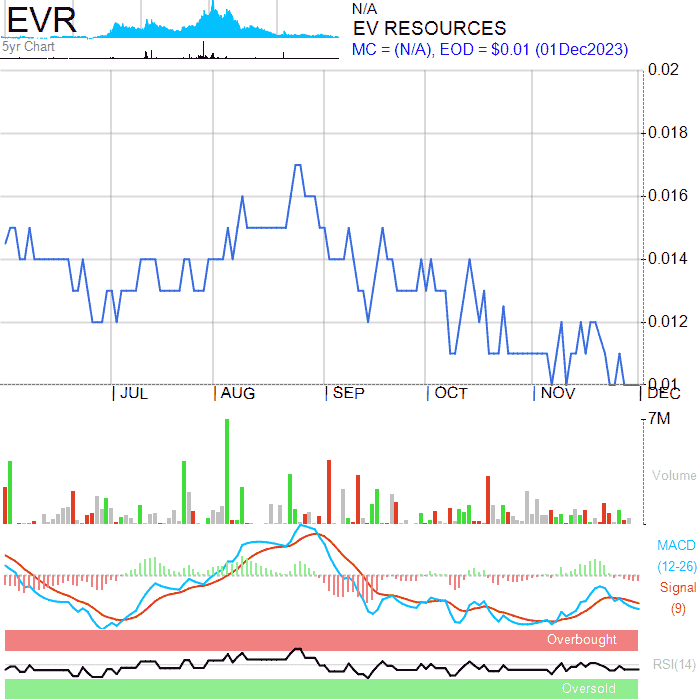 EVR
5yr Chart
N/A
EV RESOURCES
MC = (N/A), EOD = $0.01 (01Dec2023)
0.02
0.018
0.016
0.014
0.012
0.01
JUL
AUG
SEP
OCT
NOV
DEC
7M
Volume
MACD
(12-26)
Signal
(9)
Overbought
RSI(14)
Oversold